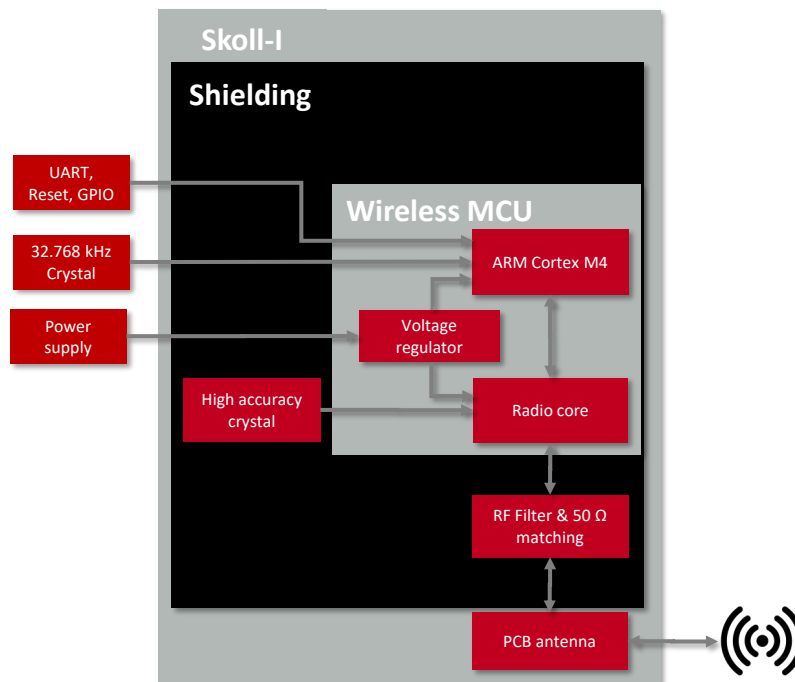 Skoll-I
Shielding
UART,
Reset, GPIO
Wireless MCU
32.768 kHz
Crystal
ARM Cortex M4
Power
supply
Voltage
regulator
High accuracy
crystal
Radio core
RF Filter & 50 Ω
matching
PCB antenna